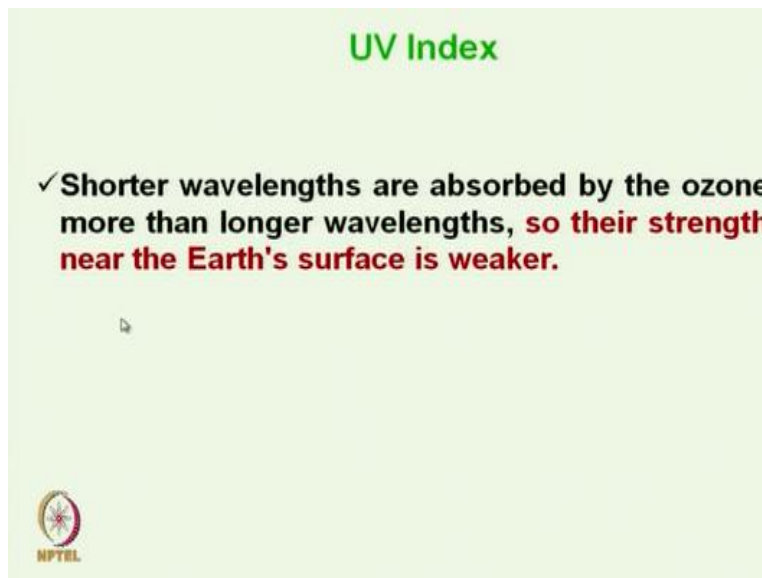 UV Index
✓Shorter wavelengths are absorbed by the ozone
more than longer wavelengths, so their strength
near the Earth's surface is weaker.
NPTEL